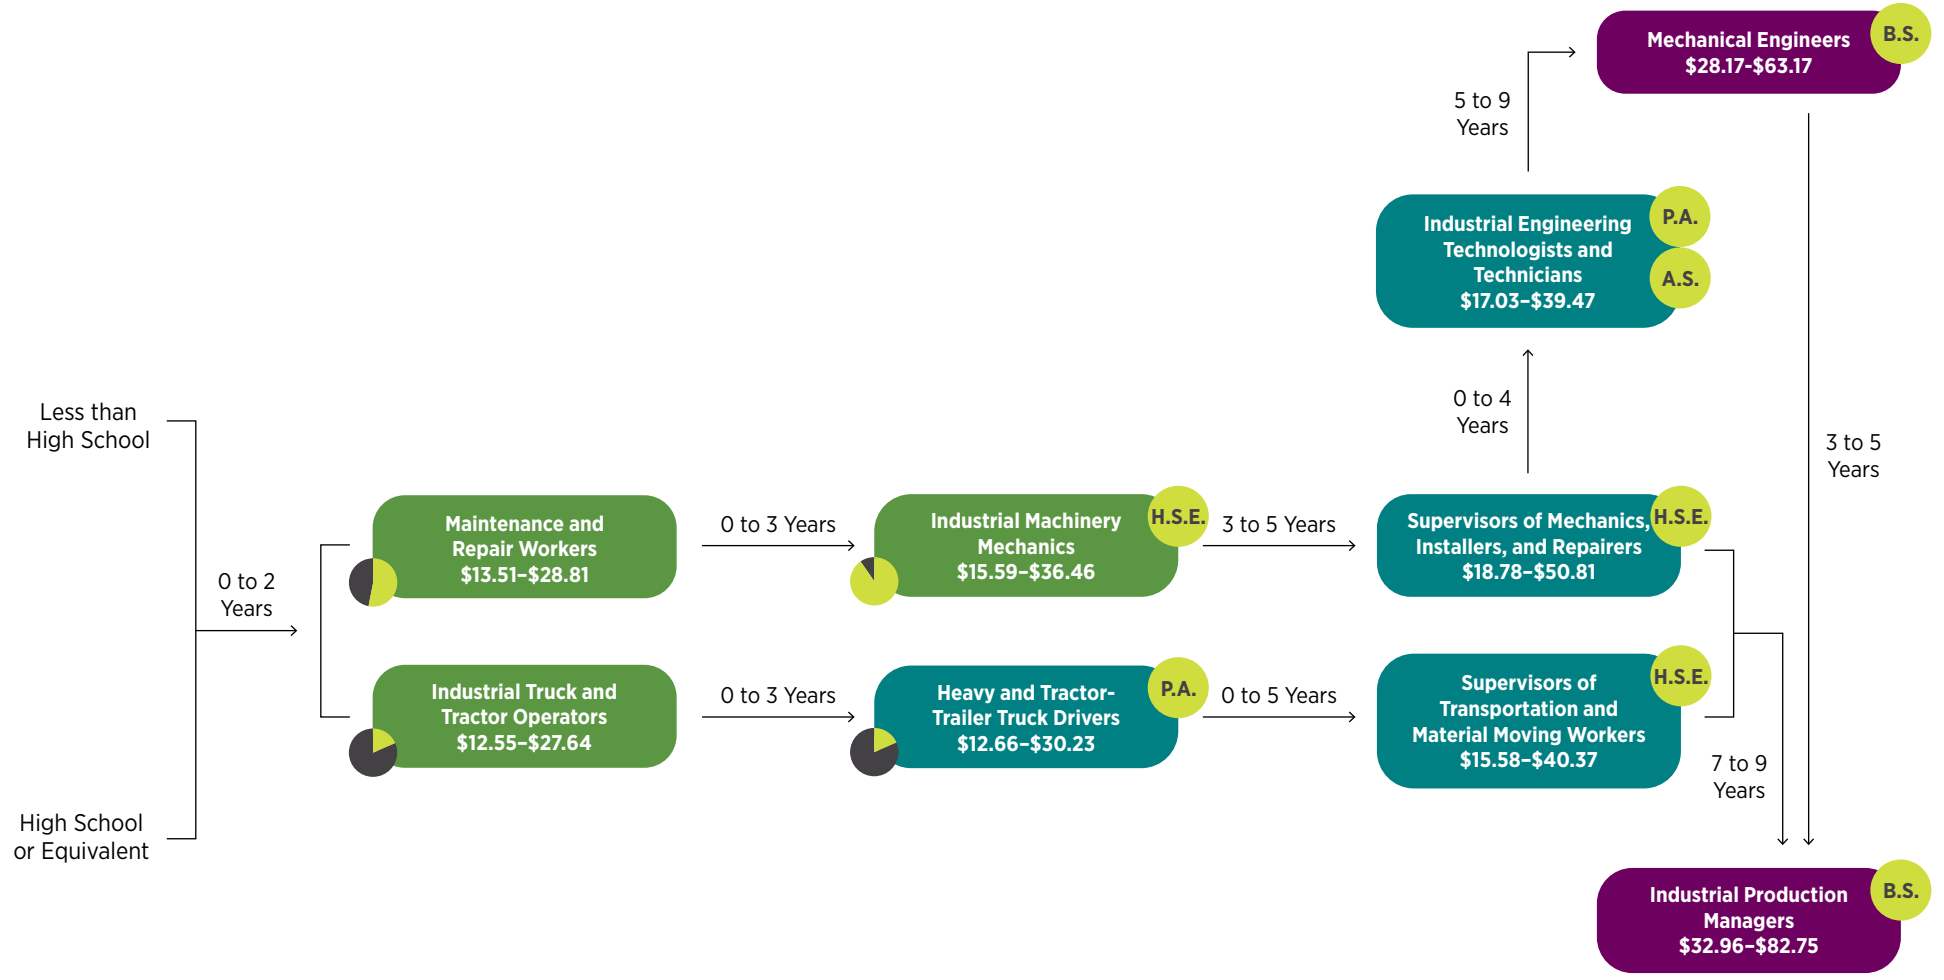 Mechanical Engineers
$28.17-$63.17
B.S.
5 to 9
Years
Industrial Engineering
Technologists and
Technicians
$17.03–$39.47
P.A.
A.S.
0 to 4
Years
3 to 5
Years
Less than
High School
High School
or Equivalent
0 to 2
Years
Maintenance and
Repair Workers
$13.51–$28.81
0 to 3 Years
Industrial Machinery
Mechanics
$15.59–$36.46
H.S.E.
3 to 5 Years
Supervisors of Mechanics,
Installers, and Repairers
$18.78–$50.81
H.S.E.
Industrial Truck and
Tractor Operators
$12.55–$27.64
0 to 3 Years
Heavy and Tractor-
Trailer Truck Drivers
$12.66–$30.23
P.A.
0 to 5 Years
Supervisors of
Transportation and
Material Moving Workers
$15.58–$40.37
H.S.E.
7 to 9
Years
Industrial Production
Managers
$32.96–$82.75
B.S.